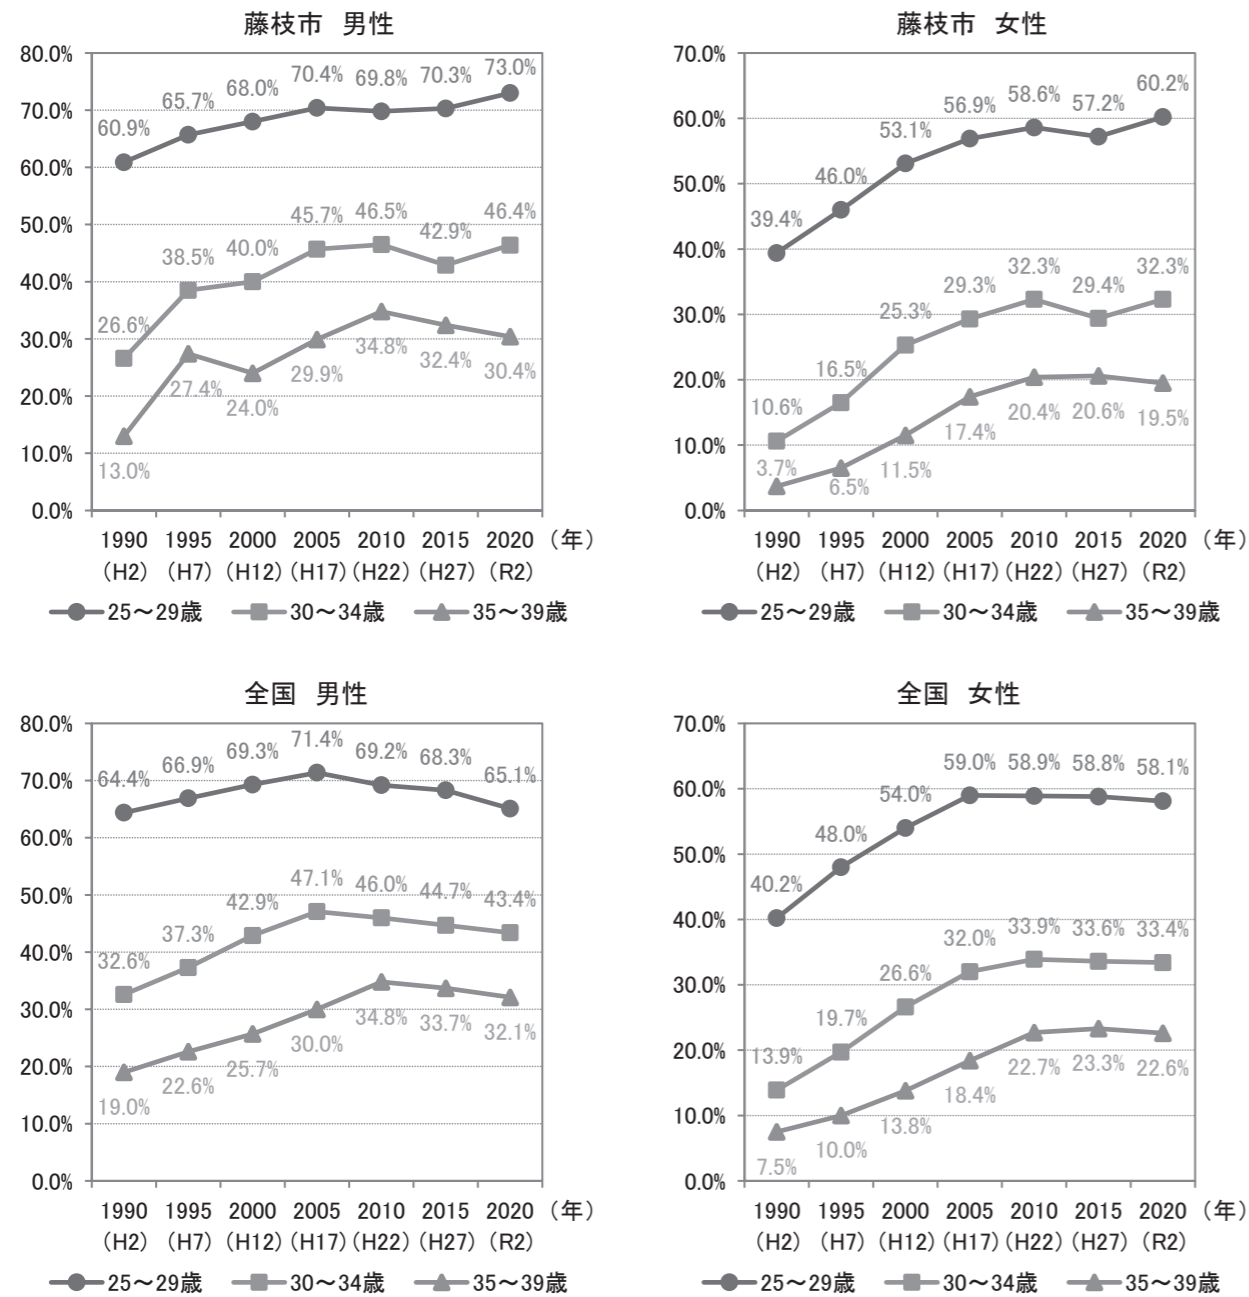 藤枝市　男性
80.0%
70.0%
60.0%
50.0%
40.0%
30.0%
20.0%
10.0%
0.0%
60.9% 65.7% 68.0% 70.4% 69.8% 70.3% 73.0%
26.6% 38.5% 40.0% 45.7% 46.5% 42.9% 46.4%
13.0% 27.4% 24.0% 29.9% 34.8% 32.4% 30.4%
1990 1995 2000 2005 2010 2015 2020 （年）
（H2） （H7） （H12） （H17） （H22） （H27） （R2）
25～29歳 30～34歳 35～39歳
藤枝市　女性
70.0%
60.0%
50.0%
40.0%
30.0%
20.0%
10.0%
0.0%
39.4% 46.0% 53.1% 56.9% 58.6% 57.2% 60.2%
10.6% 16.5% 25.3% 29.3% 32.3% 29.4% 32.3%
3.7% 6.5% 11.5% 17.4% 20.4% 20.6% 19.5%
1990 1995 2000 2005 2010 2015 2020 （年）
（H2） （H7） （H12） （H17） （H22） （H27） （R2）
25～29歳 30～34歳 35～39歳
全国　男性
80.0%
70.0%
60.0%
50.0%
40.0%
30.0%
20.0%
10.0%
0.0%
64.4% 66.9% 69.3% 71.4% 69.2% 68.3% 65.1%
32.6% 37.3% 42.9% 47.1% 46.0% 44.7% 43.4%
19.0% 22.6% 25.7% 30.0% 34.8% 33.7% 32.1%
1990 1995 2000 2005 2010 2015 2020 （年）
（H2） （H7） （H12） （H17） （H22） （H27） （R2）
25～29歳 30～34歳 35～39歳
全国　女性
70.0%
60.0%
50.0%
40.0%
30.0%
20.0%
10.0%
0.0%
40.2% 48.0% 54.0% 59.0% 58.9% 58.8% 58.1%
13.9% 19.7% 26.6% 32.0% 33.9% 33.6% 33.4%
7.5% 10.0% 13.8% 18.4% 22.7% 23.3% 22.6%
1990 1995 2000 2005 2010 2015 2020 （年）
（H2） （H7） （H12） （H17） （H22） （H27） （R2）
25～29歳 30～34歳 35～39歳